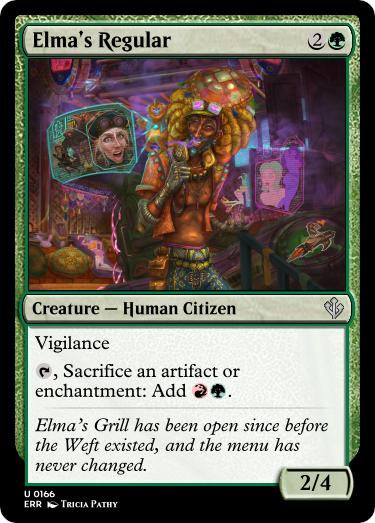 Elma's Regular 2
Creature — Human Citizen
Vigilance
, Sacrifice an artifact or
enchantment: Add .
Elma's Grill has been open since before
the Weft existed, and the menu has
never changed.
2/4
U 0166
ERR Tricia Pathy